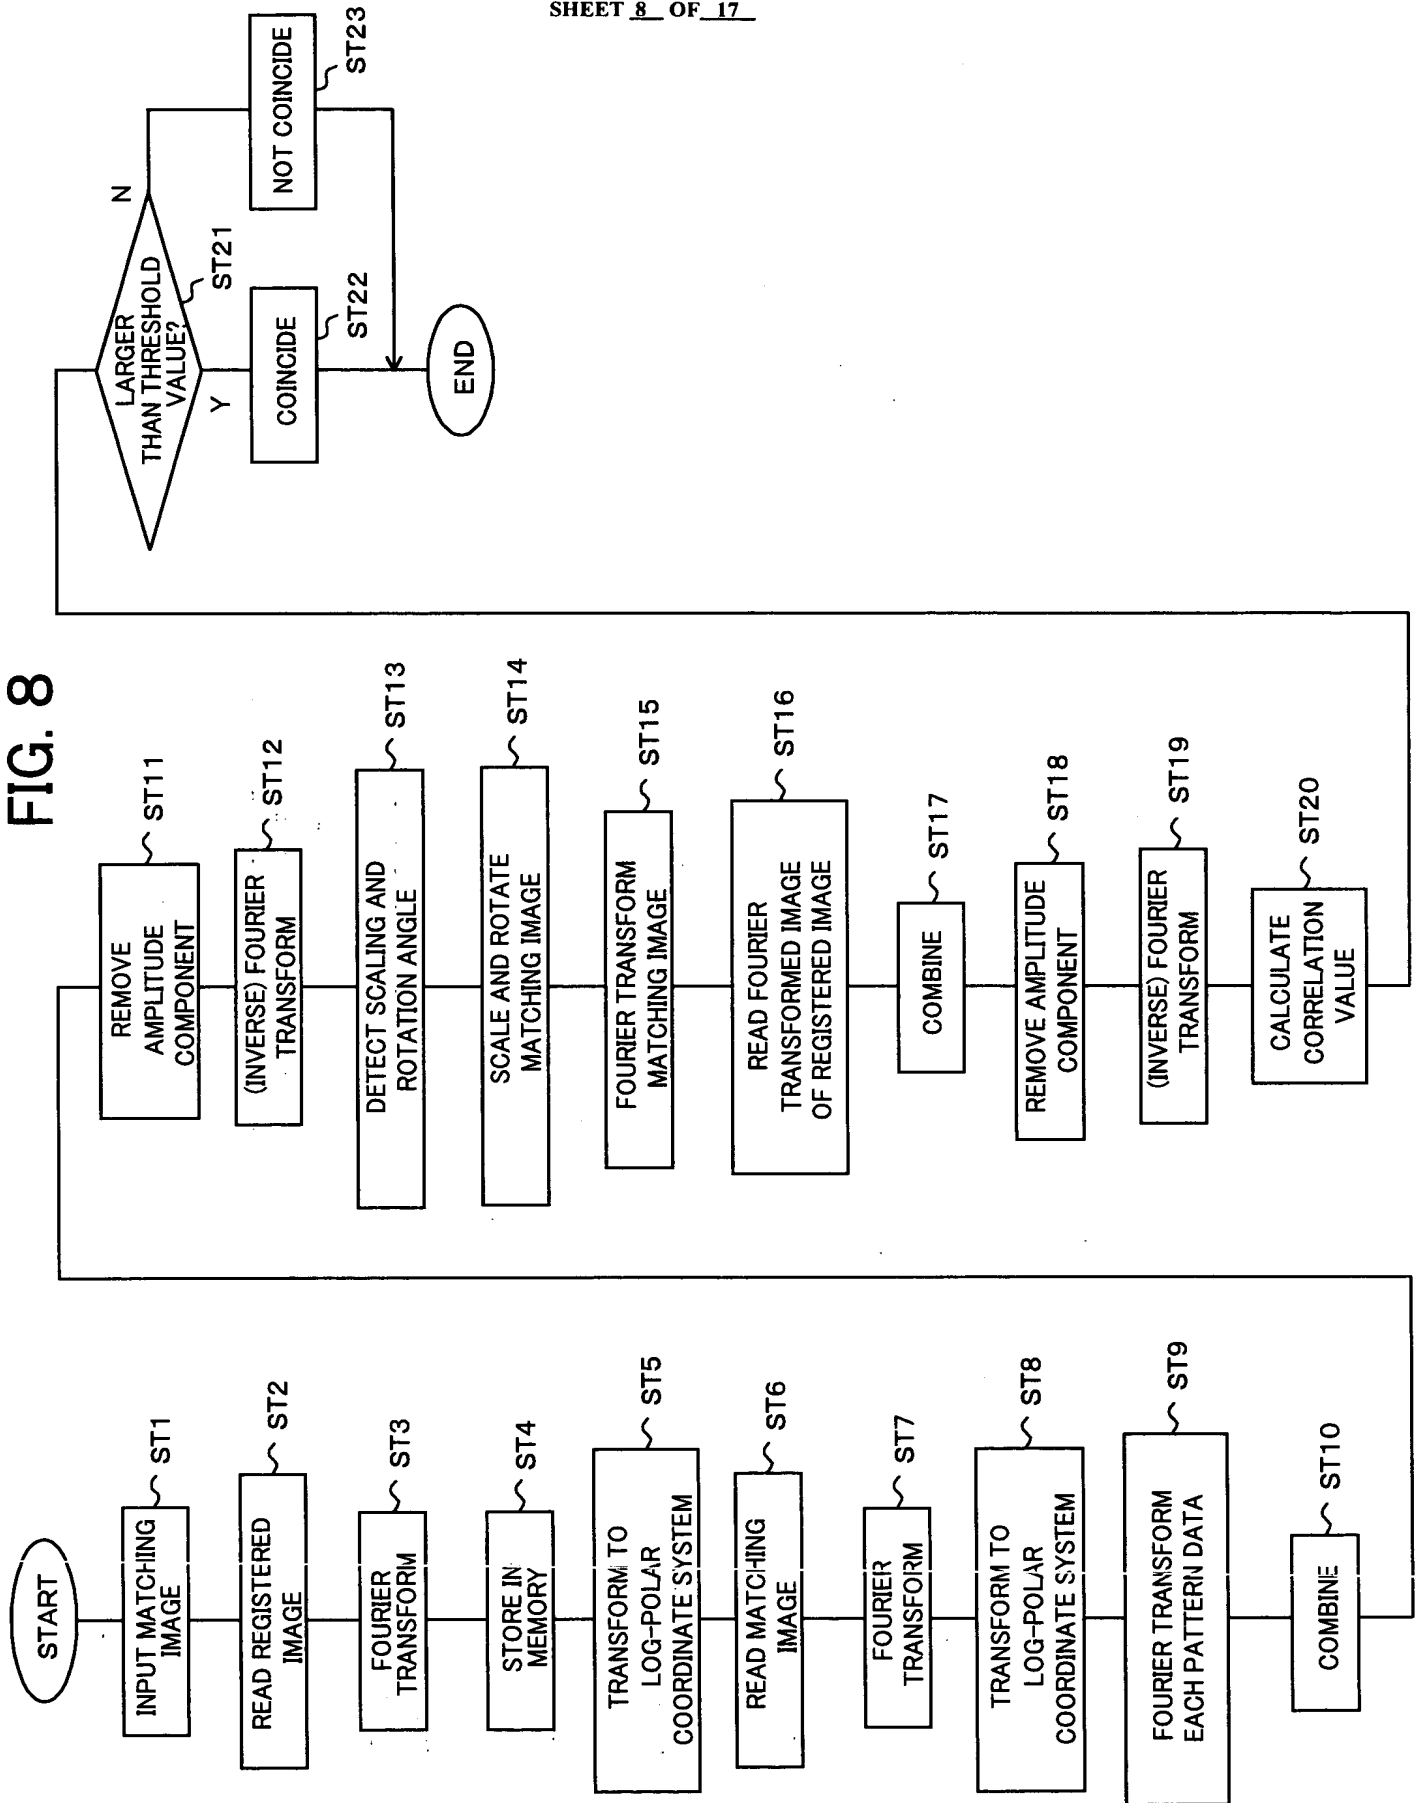 SHEET 8 OF 17
FIG. 8
START
INPUT MATCHING
IMAGE
ST1
READ REGISTERED
IMAGE
ST2
FOURIER
TRANSFORM
ST3
STORE IN
MEMORY
ST4
TRANSFORM TO
LOG-POLAR
COORDINATE SYSTEM
ST5
READ MATCHING
IMAGE
ST6
FOURIER
TRANSFORM
ST7
TRANSFORM TO
LOG-POLAR
COORDINATE SYSTEM
ST8
FOURIER TRANSFORM
EACH PATTERN DATA
ST9
COMBINE
ST10
REMOVE
AMPLITUDE
COMPONENT
ST11
(INVERSE) FOURIER
TRANSFORM
ST12
DETECT SCALING AND
ROTATION ANGLE
ST13
SCALE AND ROTATE
MATCHING IMAGE
ST14
FOURIER TRANSFORM
MATCHING IMAGE
ST15
READ FOURIER
TRANSFORMED IMAGE
OF REGISTERED IMAGE
ST16
COMBINE
ST17
REMOVE AMPLITUDE
COMPONENT
ST18
(INVERSE) FOURIER
TRANSFORM
ST19
CALCULATE
CORRELATION
VALUE
ST20
LARGER
THAN THRESHOLD
VALUE?
ST21
N
Y
COINCIDE
ST22
NOT COINCIDE
ST23
END